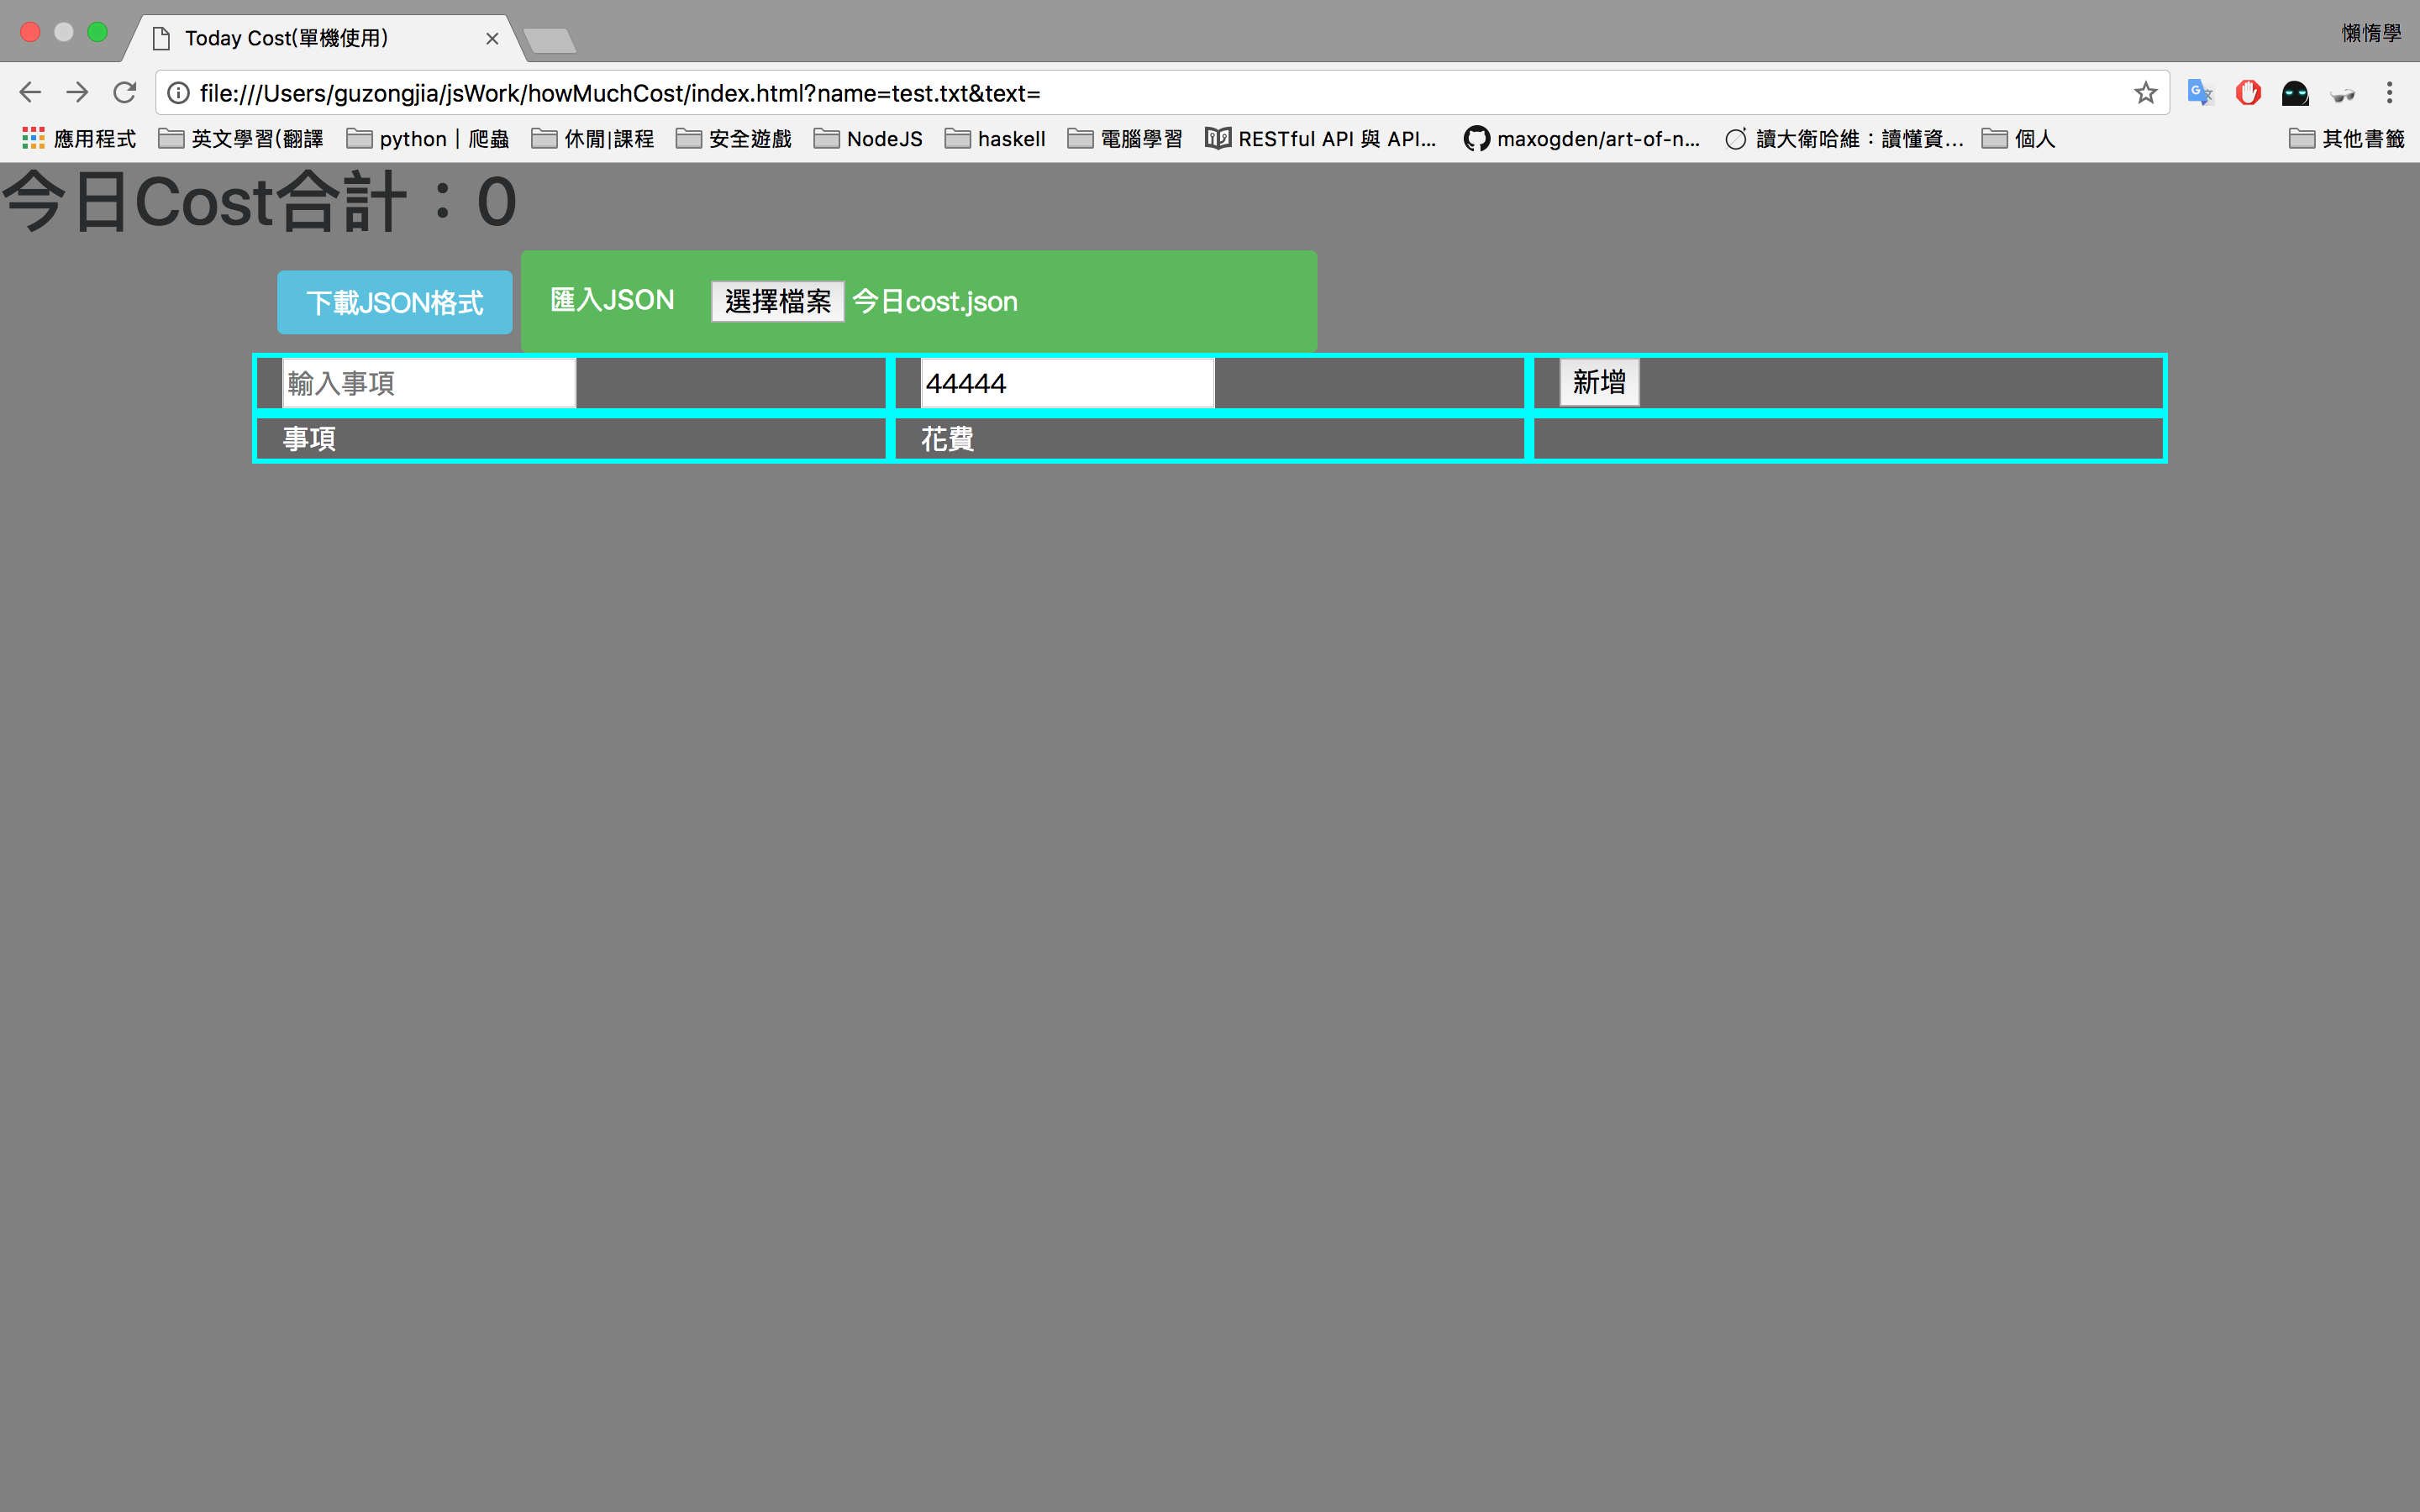 Today Cost(單機使用)
懶惰學
file:///Users/guzongjia/jsWork/howMuchCost/index.html?name=test.txt&text=
應用程式 英文學習(翻譯 python｜爬蟲 休閒|課程 安全遊戲 NodeJS haskell 電腦學習 RESTful API 與 API... maxogden/art-of-n... 讀大衛哈維：讀懂資... 個人 其他書籤
今日Cost合計：0
下載JSON格式 匯入JSON 選擇檔案 今日cost.json
輸入事項 44444 新增
事項 花費